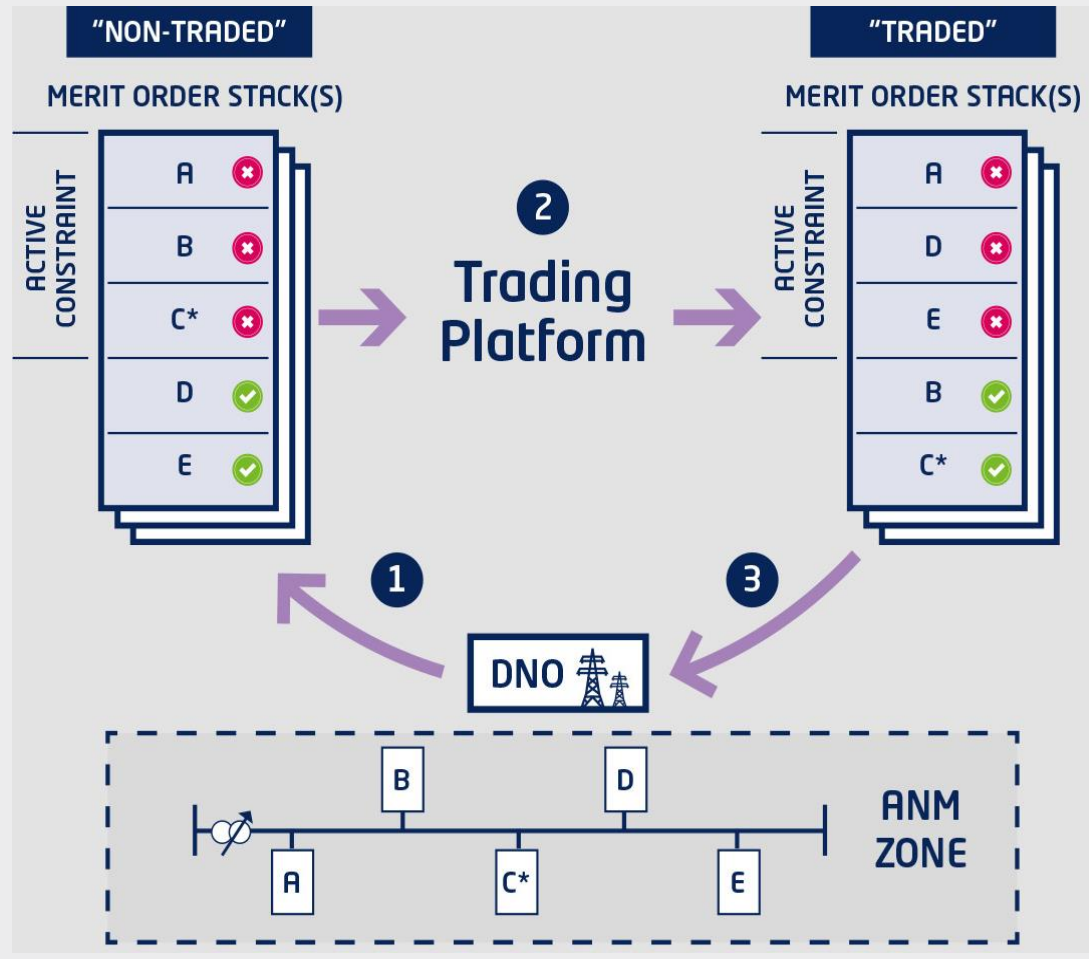 "NON-TRADED"
MERIT ORDER STACK(S)
ACTIVE
CONSTRAINT
A
B
C*
D
E
2
Trading
Platform
"TRADED"
MERIT ORDER STACK(S)
ACTIVE
CONSTRAINT
A
D
E
B
C*
1
3
DNO
B
D
A
C*
E
ANM
ZONE